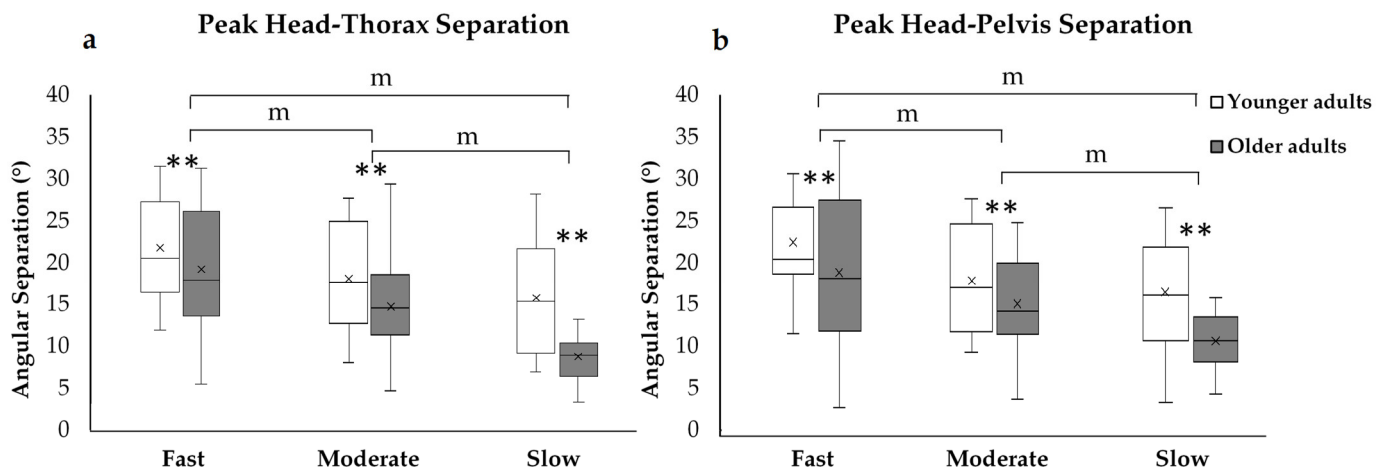 Peak Head-Thorax Separation
a
Angular Separation (º)
40
35
30
25
20
15
10
5
0
m
m
m
**
**
**
Fast Moderate Slow
Peak Head-Pelvis Separation
b
Angular Separation (º)
40
35
30
25
20
15
10
5
0
m
m
m
**
**
**
Fast Moderate Slow
Younger adults
Older adults